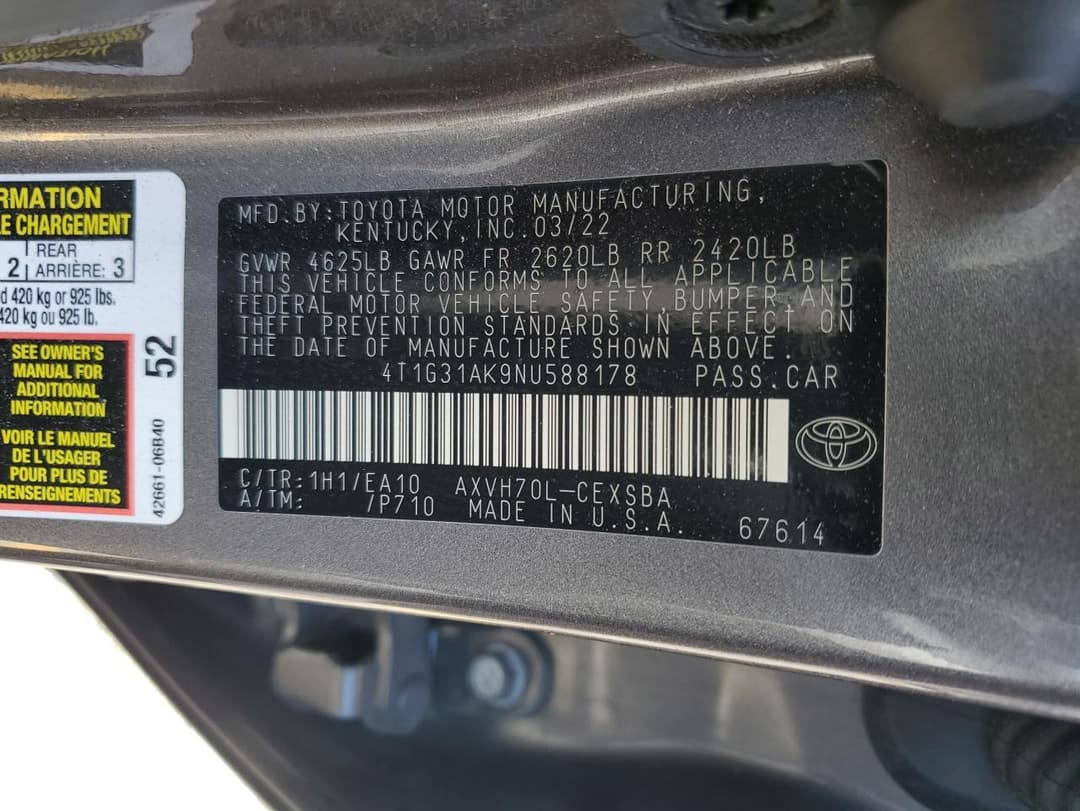 RMATION
E CHARGEMENT
2 REAR
ARRIÈRE: 3
d 420 kg or 925 lbs.
420 kg ou 925 lb.
SEE OWNER'S
MANUAL FOR
ADDITIONAL
INFORMATION
VOIR LE MANUEL
DE L'USAGER
POUR PLUS DE
RENSEIGNEMENTS
52
42661-06B40
MFD.BY:TOYOTA MOTOR MANUFACTURING,
KENTUCKY,INC.03/22
GVWR 4625LB GAWR FR 2620LB RR 2420LB
THIS VEHICLE CONFORMS TO ALL APPLICABLE
FEDERAL MOTOR VEHICLE SAFETY,BUMPER,AND
THEFT PREVENTION STANDARDS IN EFFECT ON
THE DATE OF MANUFACTURE SHOWN ABOVE.
4T1G31AK9NU588178 PASS.CAR
C/TR:1H1/EA10 AXVH70L-CEXSBA
A/TM: /P710 MADE IN U.S.A. 67614